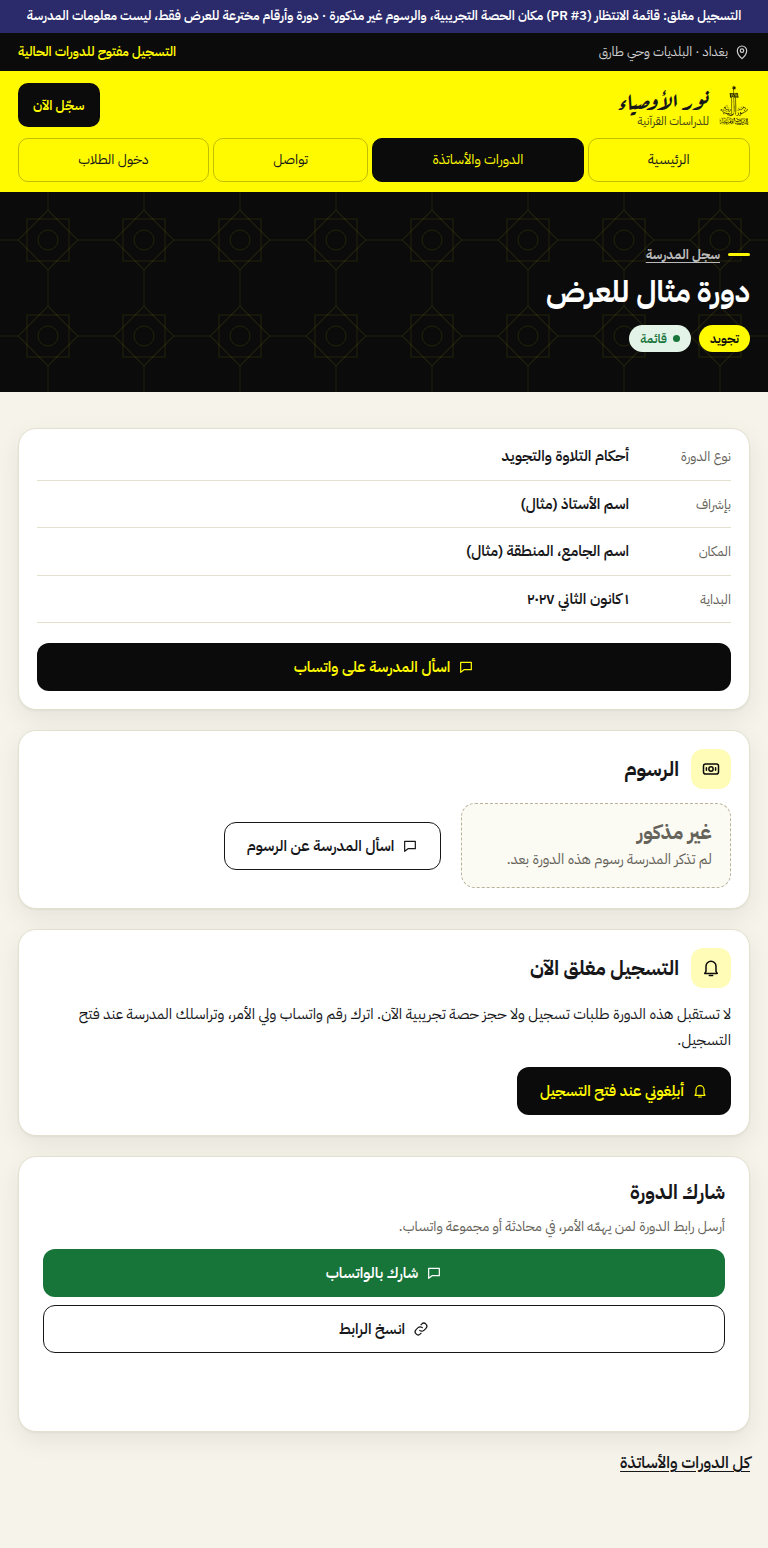 التسجيل مغلق: قائمة الانتظار (PR #3) مكان الحصة التجريبية، والرسوم غير مذكورة · دورة وأرقام مخترعة للعرض فقط، ليست معلومات المدرسة
بغداد · البلديات وحي طارق
التسجيل مفتوح للدورات الحالية
نور الأوصياء
للدراسات القرآنية
سجّل الآن
الرئيسية
الدورات والأساتذة
تواصل
دخول الطلاب
سجل المدرسة
دورة مثال للعرض
تجويد
قائمة
نوع الدورة
أحكام التلاوة والتجويد
بإشراف
اسم الأستاذ (مثال)
المكان
اسم الجامع، المنطقة (مثال)
البداية
١ كانون الثاني ٢٠٢٧
اسأل المدرسة على واتساب
الرسوم
غير مذكور
لم تذكر المدرسة رسوم هذه الدورة بعد.
اسأل المدرسة عن الرسوم
التسجيل مغلق الآن
لا تستقبل هذه الدورة طلبات تسجيل ولا حجز حصة تجريبية الآن. اترك رقم واتساب ولي الأمر، وتراسلك المدرسة عند فتح
التسجيل.
أبلِغوني عند فتح التسجيل
شارك الدورة
أرسل رابط الدورة لمن يهمّه الأمر، في محادثة أو مجموعة واتساب.
شارك بالواتساب
انسخ الرابط
كل الدورات والأساتذة